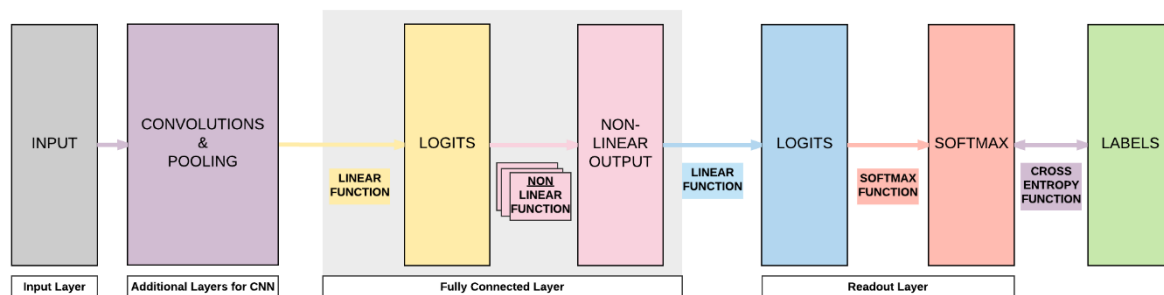 INPUT
CONVOLUTIONS
&
POOLING
LINEAR
FUNCTION
LOGITS
NON
LINEAR
FUNCTION
NON-
LINEAR
OUTPUT
LINEAR
FUNCTION
LOGITS
SOFTMAX
FUNCTION
SOFTMAX
CROSS
ENTROPY
FUNCTION
LABELS
Input Layer
Additional Layers for CNN
Fully Connected Layer
Readout Layer